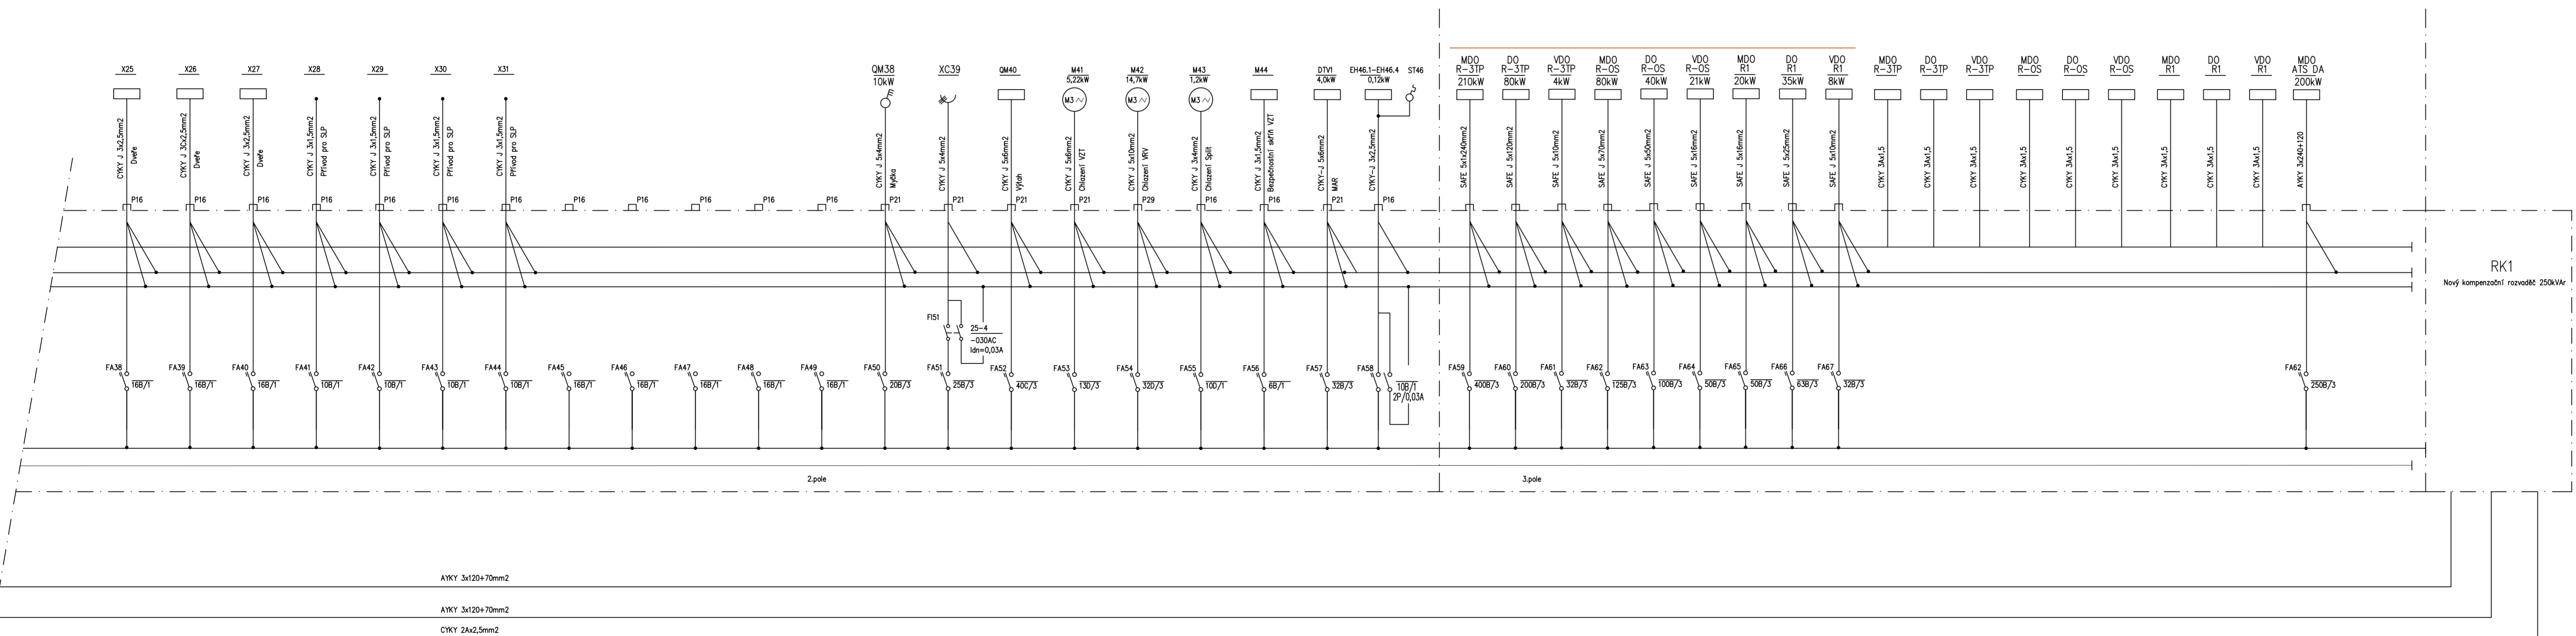 X25 X26 X27 X28 X29 X30 X31 QM38 XC39 QM40 M41 M42 M43 M44 DTV1 EH46.1-EH46.4 ST46
10kW 5,22kW 14,7kW 1,2kW 4,0kW 0,12kW
MDO DO VDO MDO DO VDO MDO DO VDO MDO DO VDO MDO DO VDO MDO DO VDO MDO
R-3TP R-3TP R-3TP R-OS R-OS R-OS R1 R1 R1 R-3TP R-3TP R-3TP R-OS R-OS R-OS R1 R1 R1 ATS DA
210kW 80kW 4kW 80kW 40kW 21kW 20kW 35kW 8kW 200kW
M3 M3 M3
CYKY J 3x2,5mm2
Dveře
CYKY J 3Cx2,5mm2
Dveře
CYKY J 3x2,5mm2
Dveře
CYKY J 3x1,5mm2
Přívod pro SLP
CYKY J 3x1,5mm2
Přívod pro SLP
CYKY J 3x1,5mm2
Přívod pro SLP
CYKY J 3x1,5mm2
Přívod pro SLP
CYKY J 5x4mm2
Myčka
CYKY J 5x4mm2
CYKY J 5x6mm2
Výtah
CYKY J 5x6mm2
Chlazení VZT
CYKY J 5x10mm2
Chlazení VRV
CYKY J 3x4mm2
Chlazení Split
CYKY J 3x1,5mm2
Bezpečnostní skříň VZT
CYKY-J 5x6mm2
MAR
CYKY-J 3x2,5mm2
SAFE J 5x1x240mm2
SAFE J 5x120mm2
SAFE J 5x10mm2
SAFE J 5x70mm2
SAFE J 5x50mm2
SAFE J 5x16mm2
SAFE J 5x16mm2
SAFE J 5x25mm2
SAFE J 5x10mm2
CYKY 3Ax1,5
CYKY 3Ax1,5
CYKY 3Ax1,5
CYKY 3Ax1,5
CYKY 3Ax1,5
CYKY 3Ax1,5
CYKY 3Ax1,5
CYKY 3Ax1,5
CYKY 3Ax1,5
AYKY 3x240+120
P16 P16 P16 P16 P16 P16 P16 P16 P16 P16 P16 P16 P21 P21 P21 P21 P29 P16 P16 P21 P16
RK1
Nový kompenzační rozvaděč 250kVAr
FI51
25-4
-030AC
Idn=0,03A
FA38 FA39 FA40 FA41 FA42 FA43 FA44 FA45 FA46 FA47 FA48 FA49 FA50 FA51 FA52 FA53 FA54 FA55 FA56 FA57 FA58 FA59 FA60 FA61 FA62 FA63 FA64 FA65 FA66 FA67 FA62
16B/1 16B/1 16B/1 10B/1 10B/1 10B/1 10B/1 16B/1 16B/1 16B/1 16B/1 16B/1 20B/3 25B/3 40C/3 13D/3 32D/3 10D/1 6B/1 32B/3 10B/1 400B/3 200B/3 32B/3 125B/3 100B/3 50B/3 50B/3 63B/3 32B/3 250B/3
2P/0,03A
2.pole 3.pole
AYKY 3x120+70mm2
AYKY 3x120+70mm2
CYKY 2Ax2,5mm2